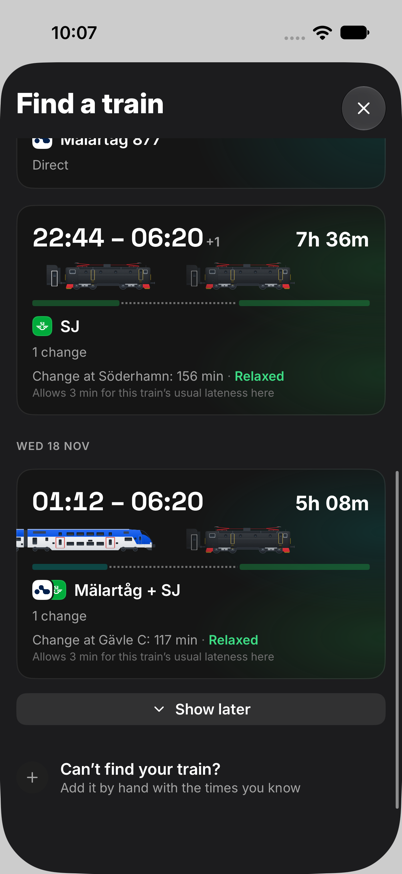 10:07
Find a train
Mälartåg 877
Direct
22:44 – 06:20 +1
7h 36m
SJ
1 change
Change at Söderhamn: 156 min · Relaxed
Allows 3 min for this train's usual lateness here
WED 18 NOV
01:12 – 06:20
5h 08m
Mälartåg + SJ
1 change
Change at Gävle C: 117 min · Relaxed
Allows 3 min for this train's usual lateness here
Show later
Can't find your train?
Add it by hand with the times you know